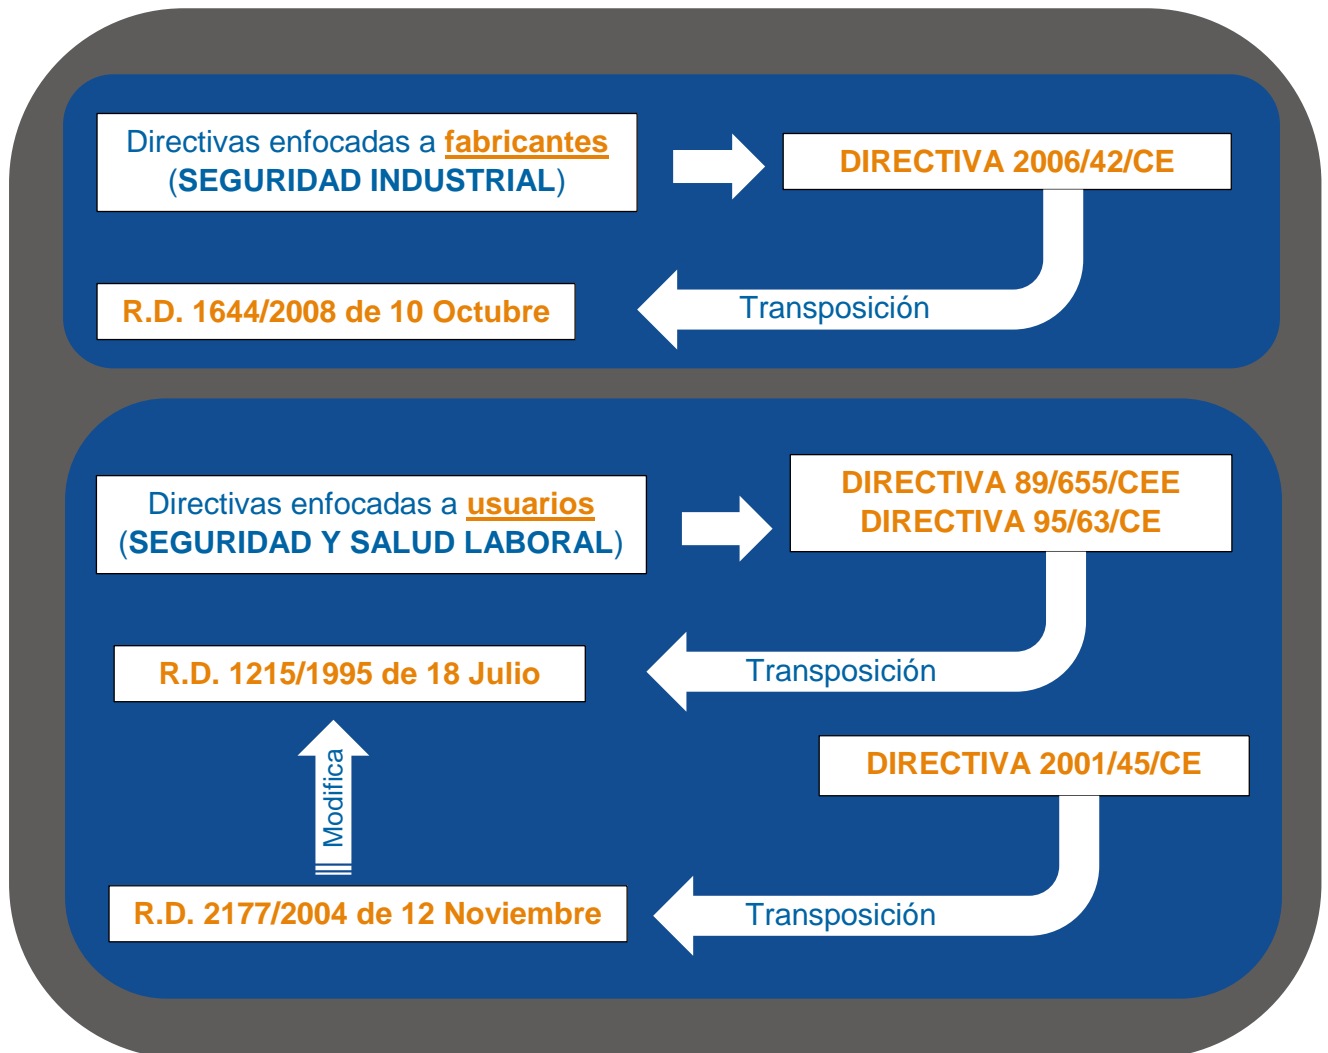 Directivas enfocadas a fabricantes
(SEGURIDAD INDUSTRIAL)
DIRECTIVA 2006/42/CE
R.D. 1644/2008 de 10 Octubre
Transposición
Directivas enfocadas a usuarios
(SEGURIDAD Y SALUD LABORAL)
DIRECTIVA 89/655/CEE
DIRECTIVA 95/63/CE
R.D. 1215/1995 de 18 Julio
Transposición
Modifica
DIRECTIVA 2001/45/CE
R.D. 2177/2004 de 12 Noviembre
Transposición